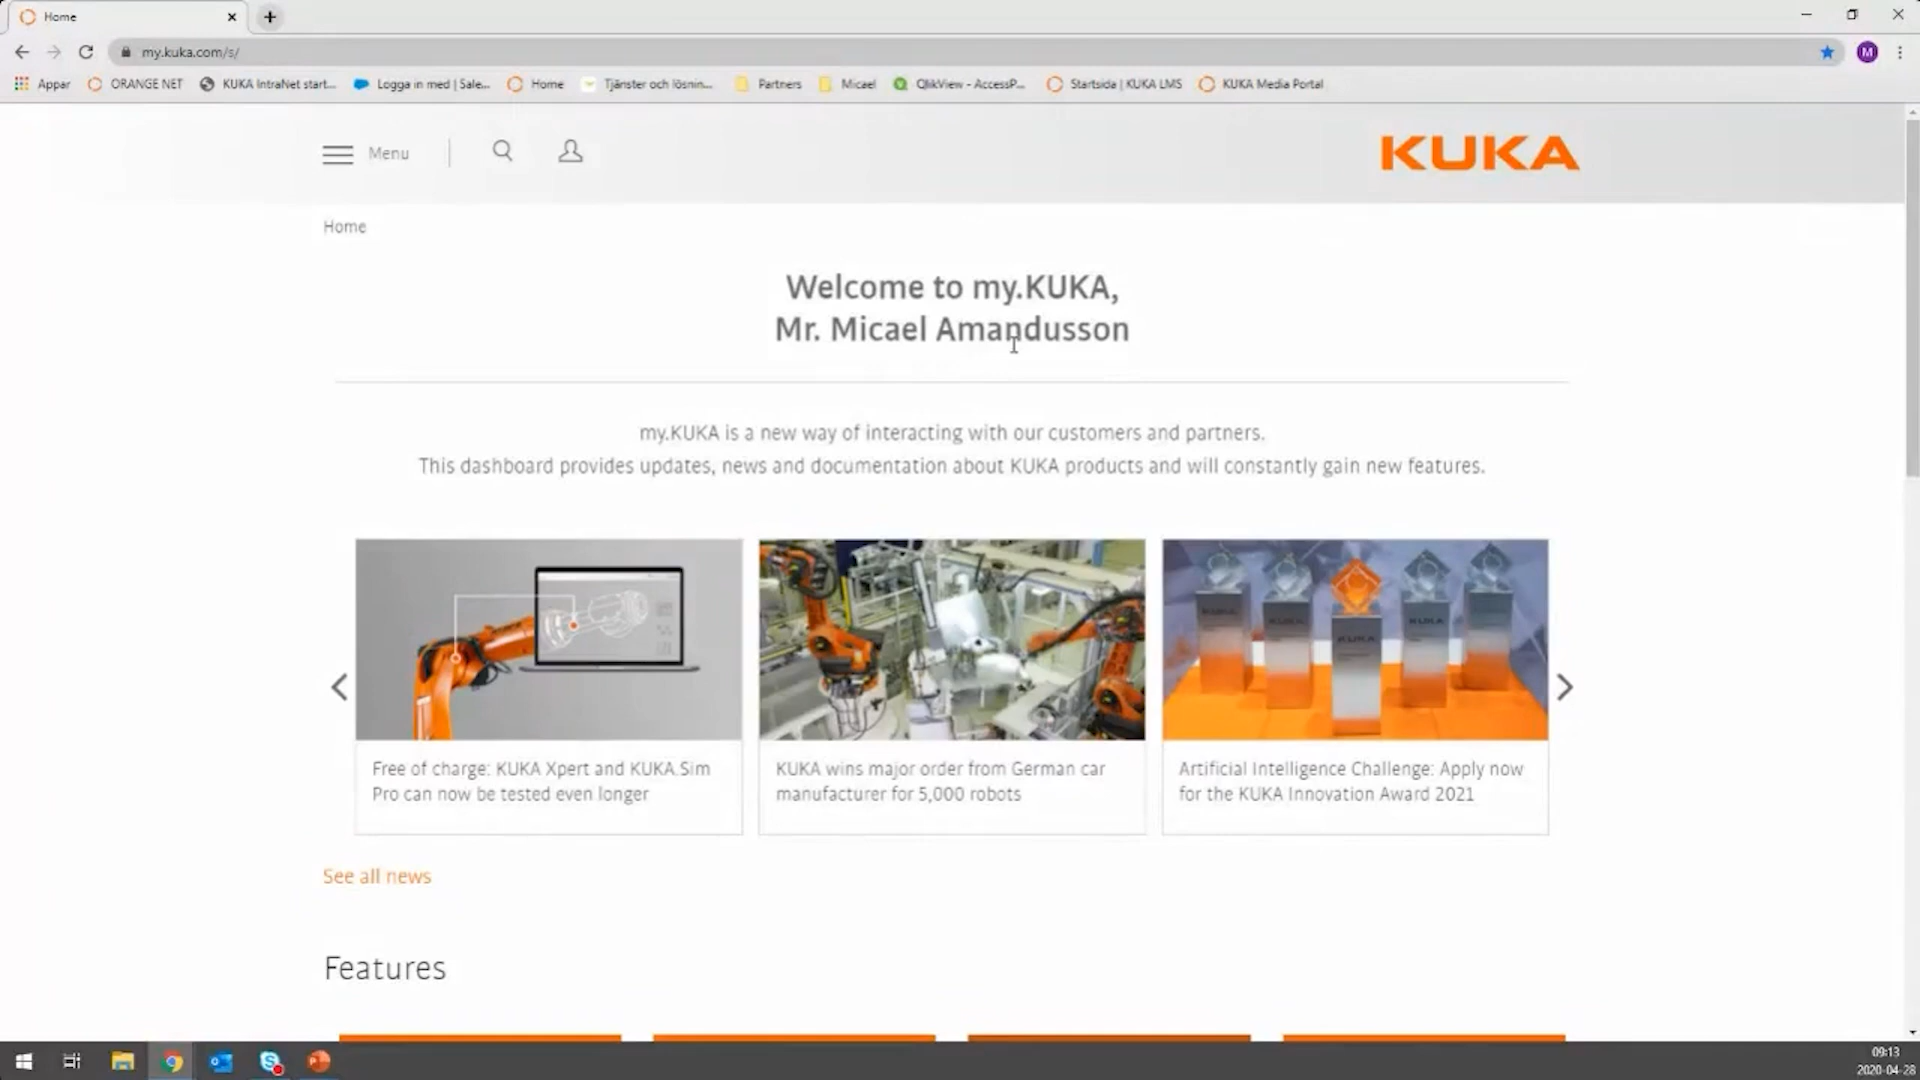 Home
my.kuka.com/s/
M
Appar
ORANGE NET
KUKA IntraNet start...
Logga in med | Sale...
Home
Tjänster och lösnin...
Partners
Micael
QlikView - AccessP...
Startsida | KUKA LMS
KUKA Media Portal
Menu
KUKA
Home
Welcome to my.KUKA,
Mr. Micael Amandusson
my.KUKA is a new way of interacting with our customers and partners.
This dashboard provides updates, news and documentation about KUKA products and will constantly gain new features.
KUKA
KUKA
KUKA
KUKA
Free of charge: KUKA Xpert and KUKA Sim
Pro can now be tested even longer
KUKA wins major order from German car
manufacturer for 5,000 robots
Artificial Intelligence Challenge: Apply now
for the KUKA Innovation Award 2021
See all news
Features
09:13
2020-04-28